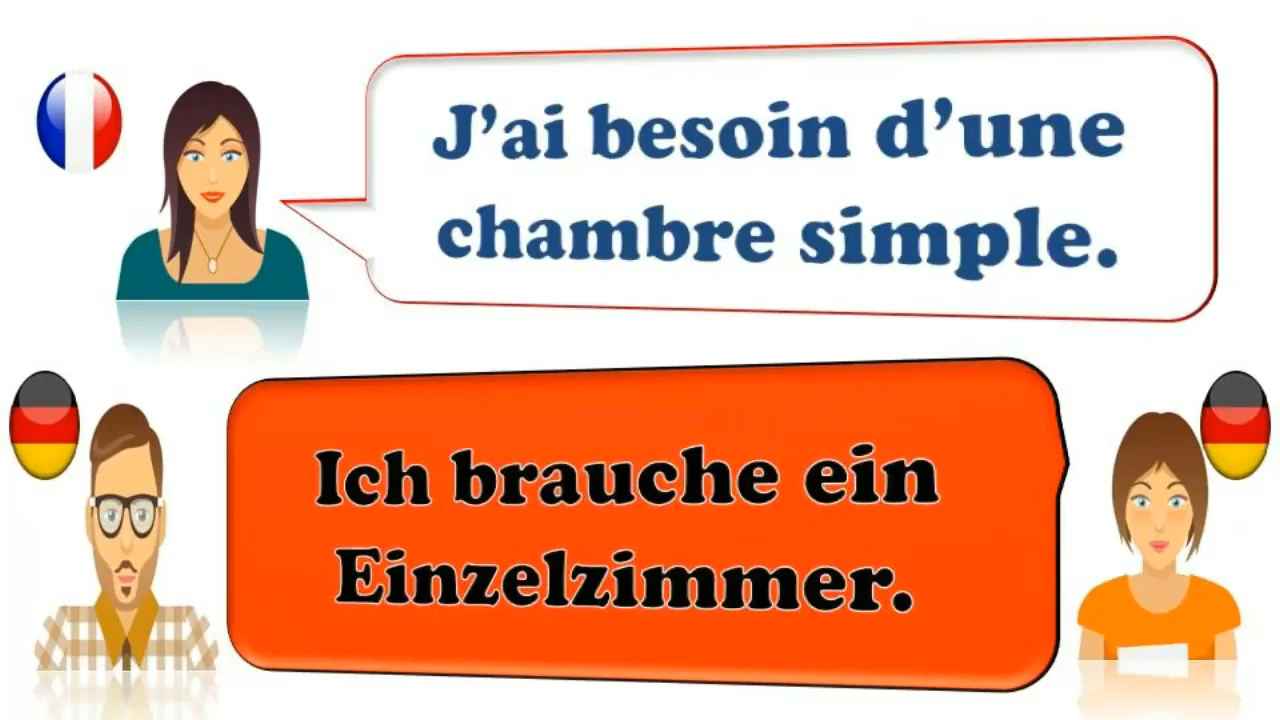 J’ai besoin d’une
chambre simple.
Ich brauche ein
Einzelzimmer.